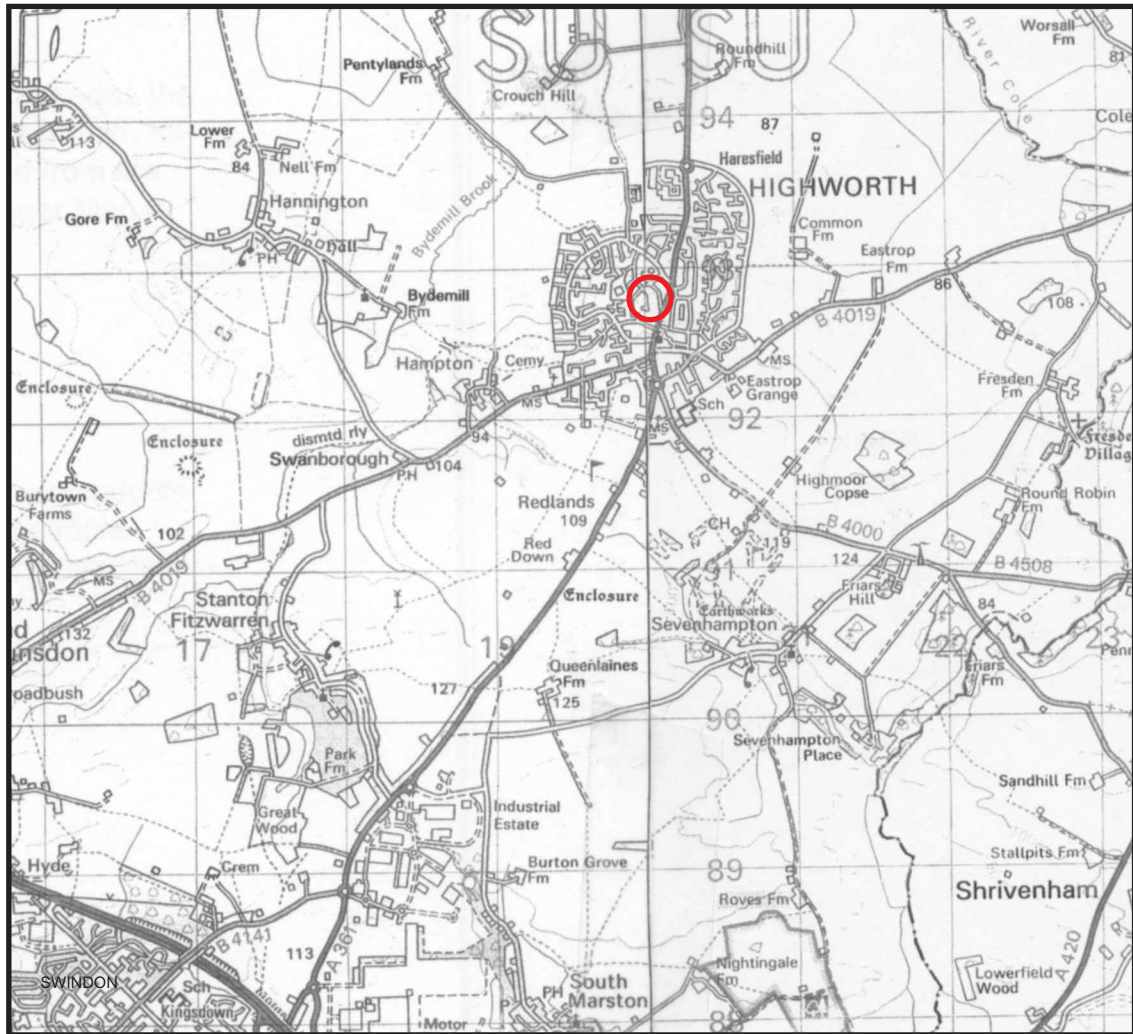 SU
SU
Worsall
Fm
81
River Cole
Roundhill
Fm
Pentylands
Fm
Crouch Hill
94
87
Cole
113
Lower
Fm
84
Nell Fm
Haresfield
HIGHWORTH
Hannington
Bydemill Brook
Gore Fm
Hall
PH
Common
Fm
Eastrop
Fm
86
108
Bydemill
Fm
B 4019
Hampton
Cemy
MS
Eastrop
Grange
Fresden
Fm
Enclosure
MS
Sch
92
94
MS
Enclosure
dismtd rly
Swanborough
104
PH
Highmoor
Copse
Burytown
Farms
Redlands
109
Round Robin
Fm
102
Red
Down
CH
119
B 4000
124
B 4508
MS
B 4019
91
Friars
Hill
Stanton
Fitzwarren
Enclosure
Earthworks
Sevenhampton
84
132
17
19
22
Friars
Fm
127
Queenlaines
Fm
125
90
Sevenhampton
Place
Park
Fm
Sandhill Fm
Great
Wood
Industrial
Estate
Stallpits Fm
Hyde
Crem
Burton Grove
Fm
89
Roves Fm
Shrivenham
B 4141
113
A 361
A 420
SWINDON
Sch
Kingsdown
South
Marston
PH
Nightingale
Fm
Lowerfield
Wood
Motor
88